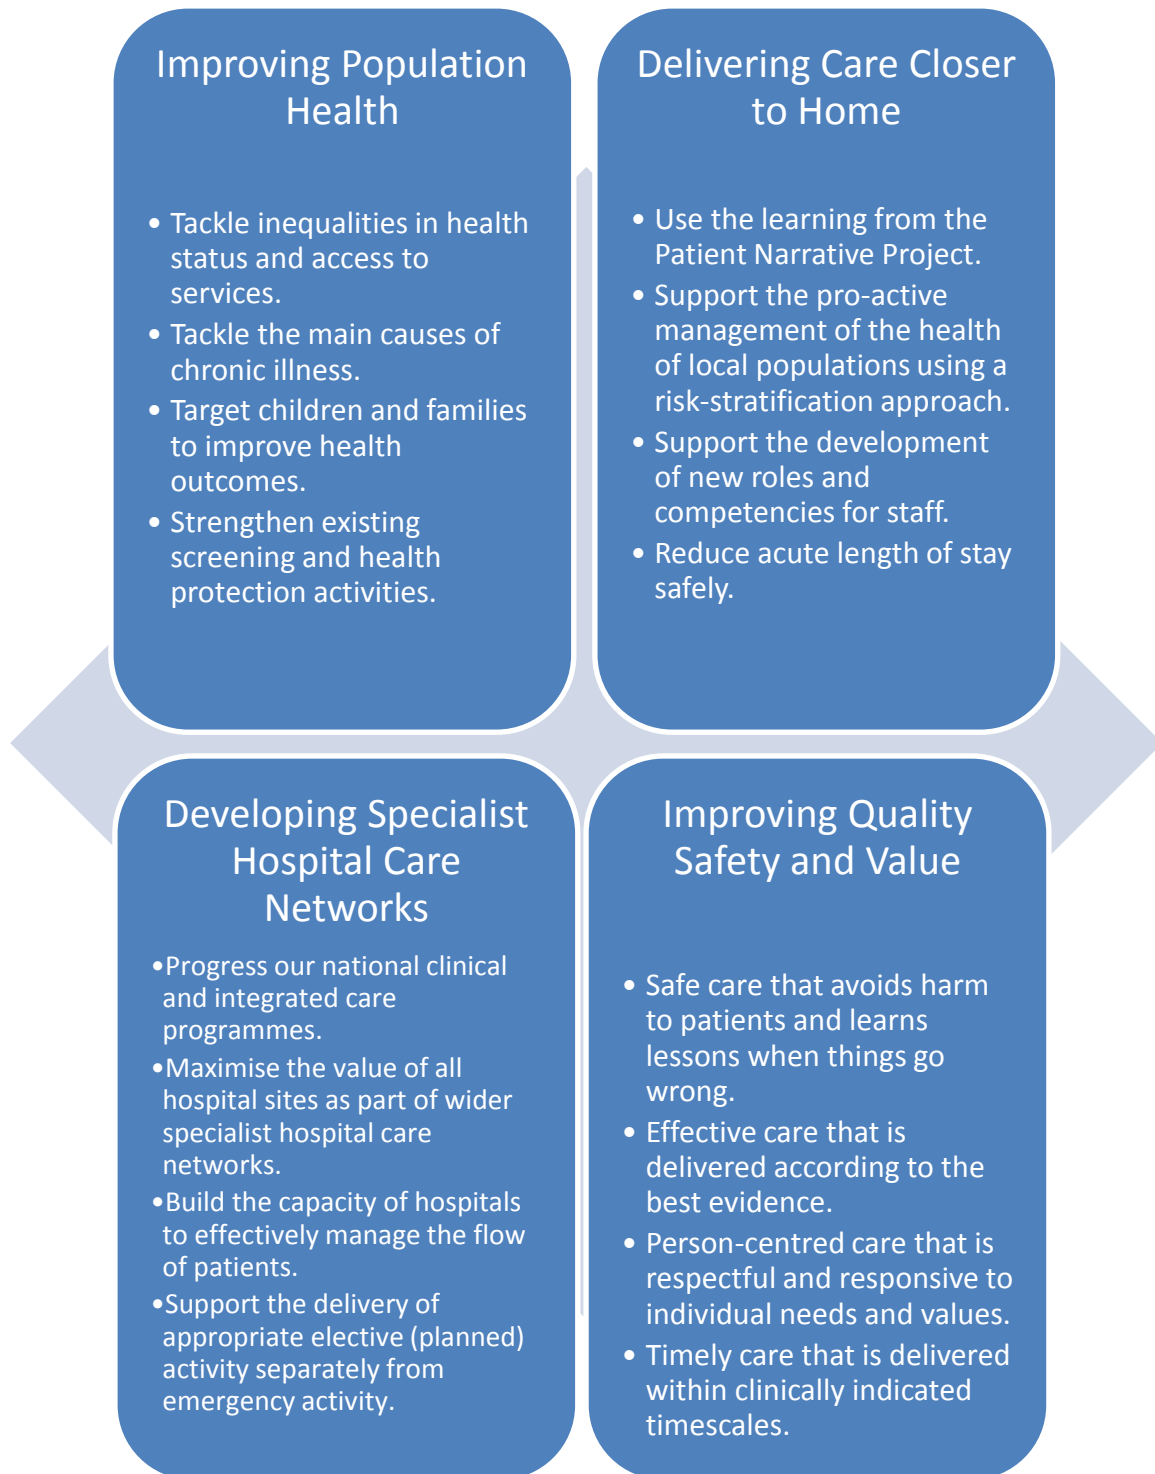 Improving Population
Health
• Tackle inequalities in health
status and access to
services.
• Tackle the main causes of
chronic illness.
• Target children and families
to improve health
outcomes.
• Strengthen existing
screening and health
protection activities.
Delivering Care Closer
to Home
• Use the learning from the
Patient Narrative Project.
• Support the pro-active
management of the health
of local populations using a
risk-stratification approach.
• Support the development
of new roles and
competencies for staff.
• Reduce acute length of stay
safely.
Developing Specialist
Hospital Care
Networks
•Progress our national clinical
and integrated care
programmes.
•Maximise the value of all
hospital sites as part of wider
specialist hospital care
networks.
•Build the capacity of hospitals
to effectively manage the flow
of patients.
•Support the delivery of
appropriate elective (planned)
activity separately from
emergency activity.
Improving Quality
Safety and Value
• Safe care that avoids harm
to patients and learns
lessons when things go
wrong.
• Effective care that is
delivered according to the
best evidence.
• Person-centred care that is
respectful and responsive to
individual needs and values.
• Timely care that is delivered
within clinically indicated
timescales.